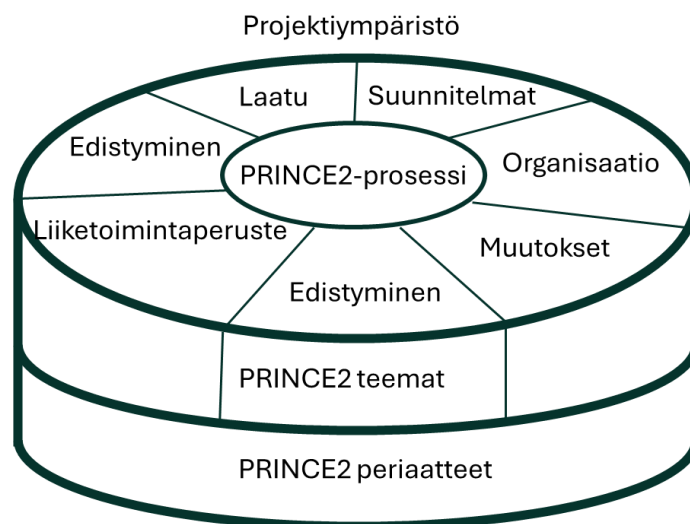 Projektiympäristö
Laatu
Suunnitelmat
Edistyminen
Organisaatio
PRINCE2-prosessi
Liiketoimintaperuste
Muutokset
Edistyminen
PRINCE2 teemat
PRINCE2 periaatteet